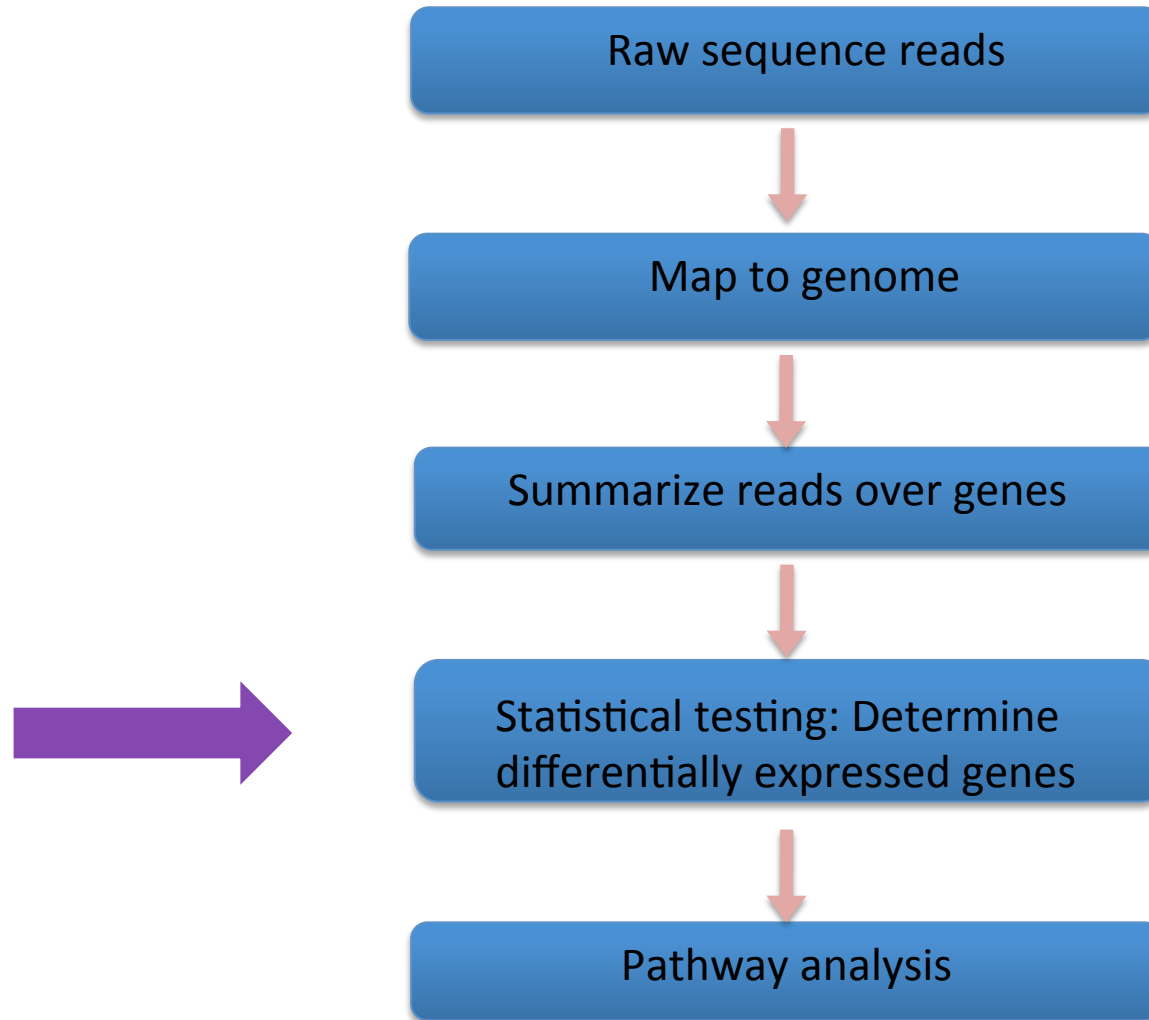 Raw sequence reads
Map to genome
Summarize reads over genes
Statistical testing: Determine
differentially expressed genes
Pathway analysis